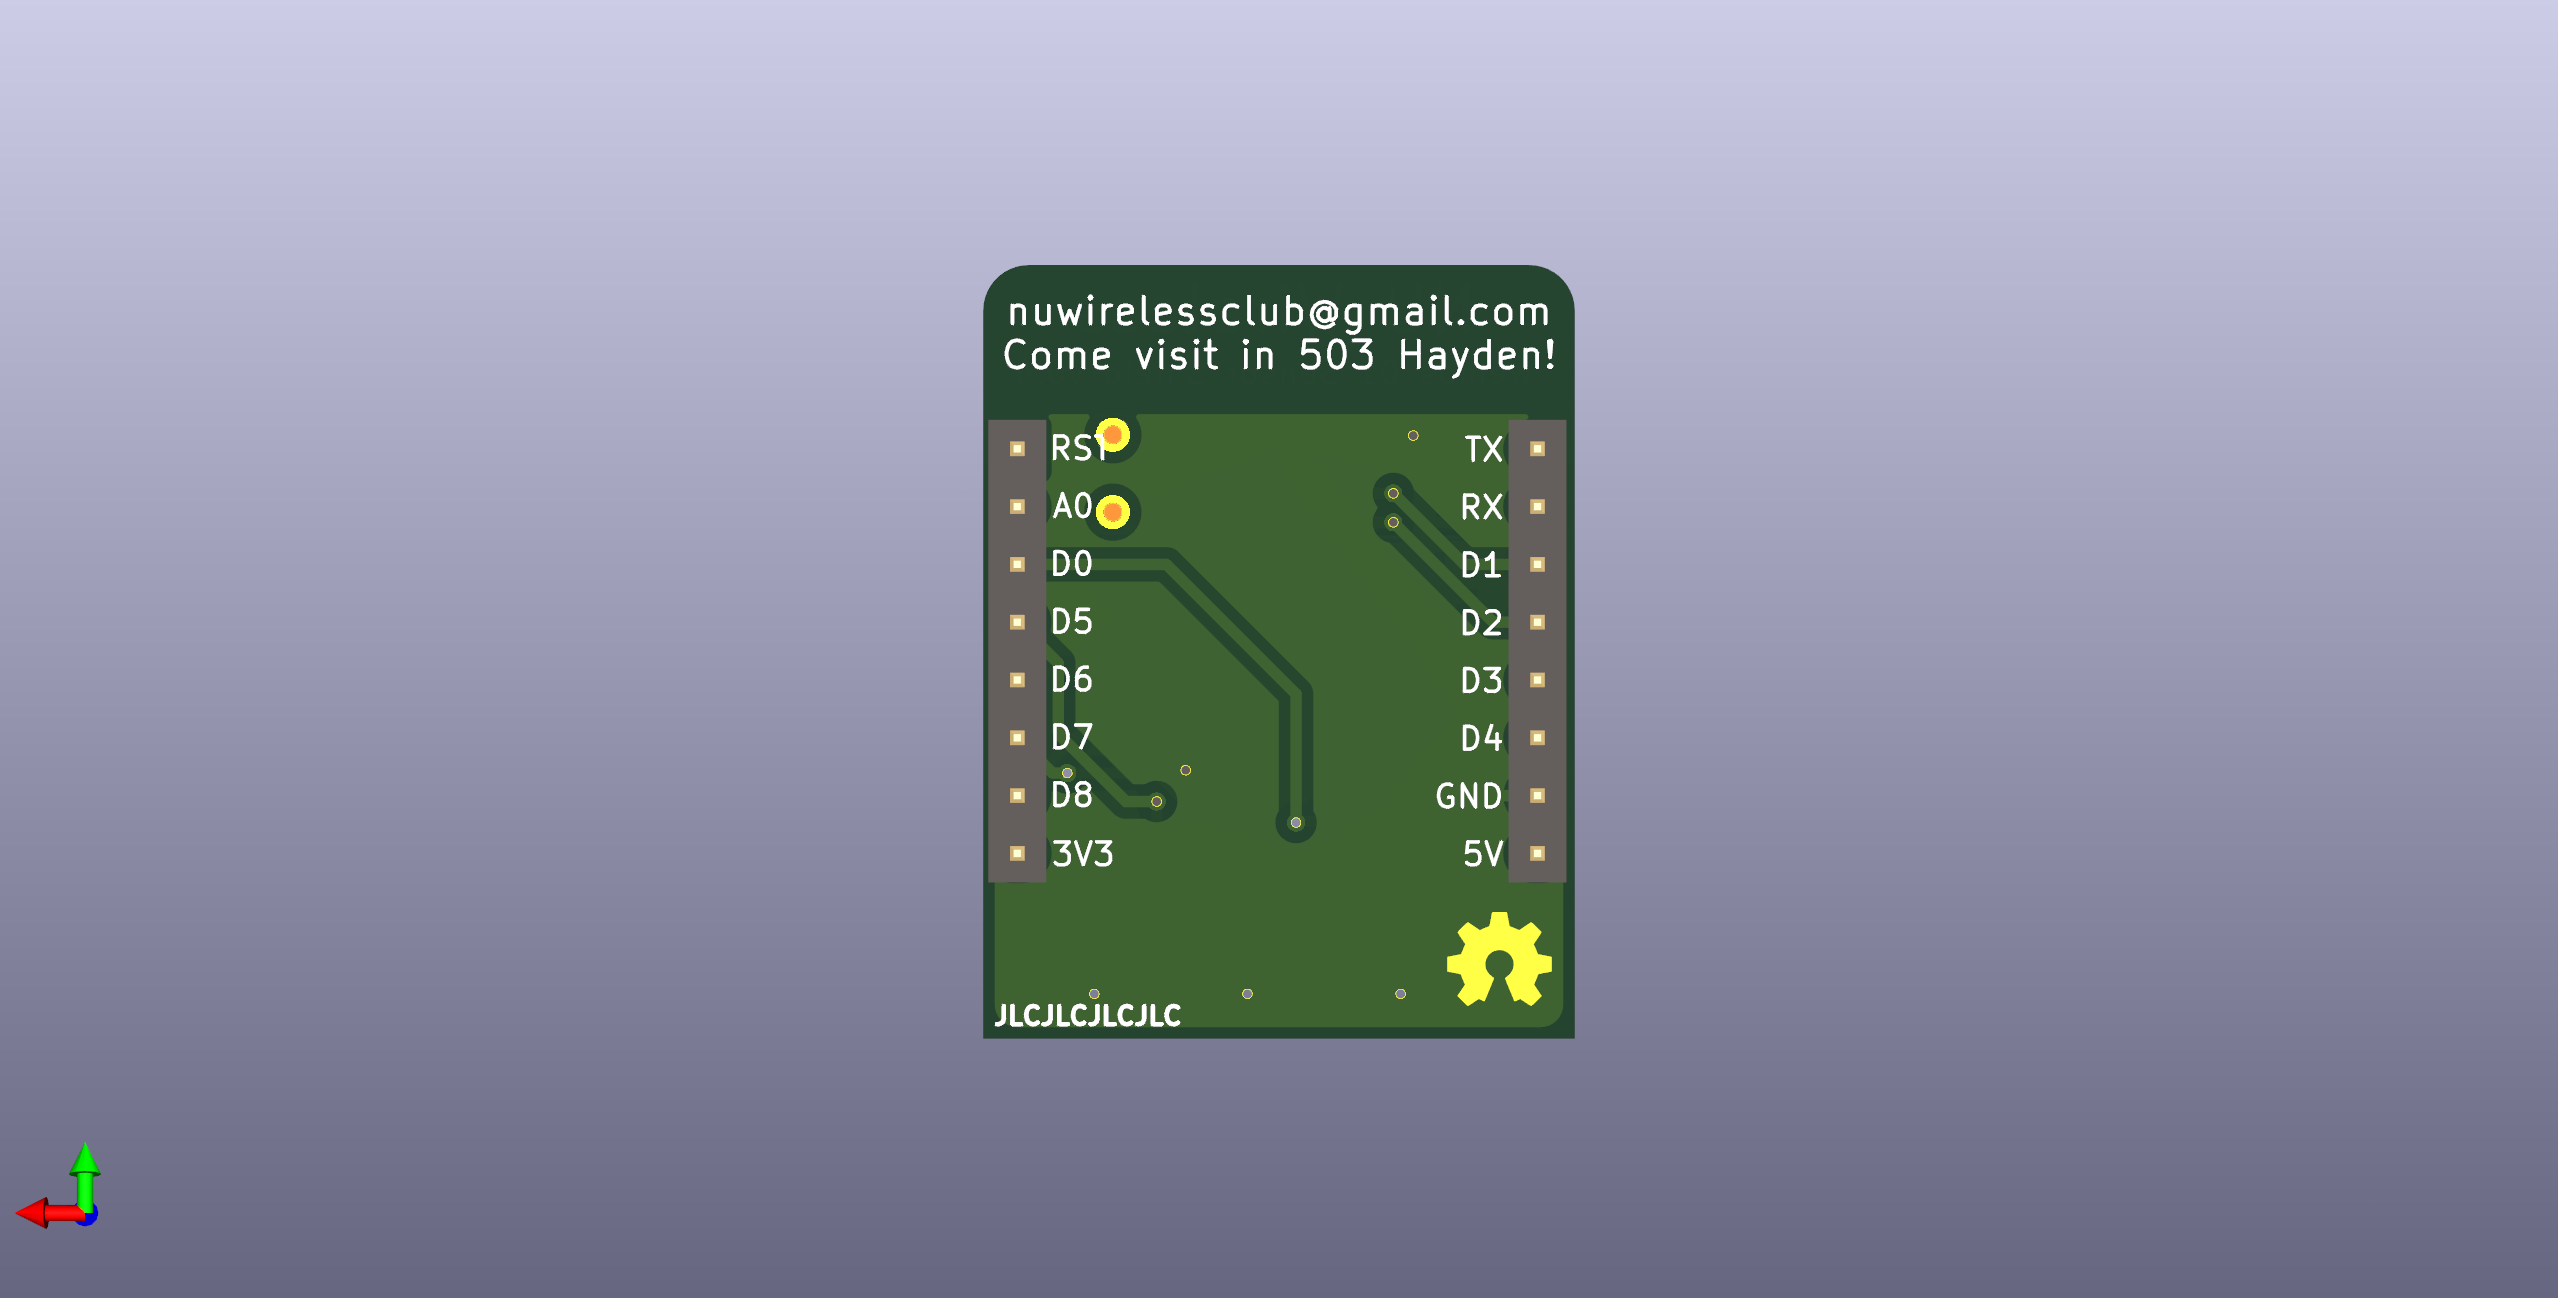 nuwirelessclub@gmail.com
Come visit in 503 Hayden!
RST
TX
A0
RX
D0
D1
D5
D2
D6
D3
D7
D4
D8
GND
3V3
5V
JLCJLCJLCJLC